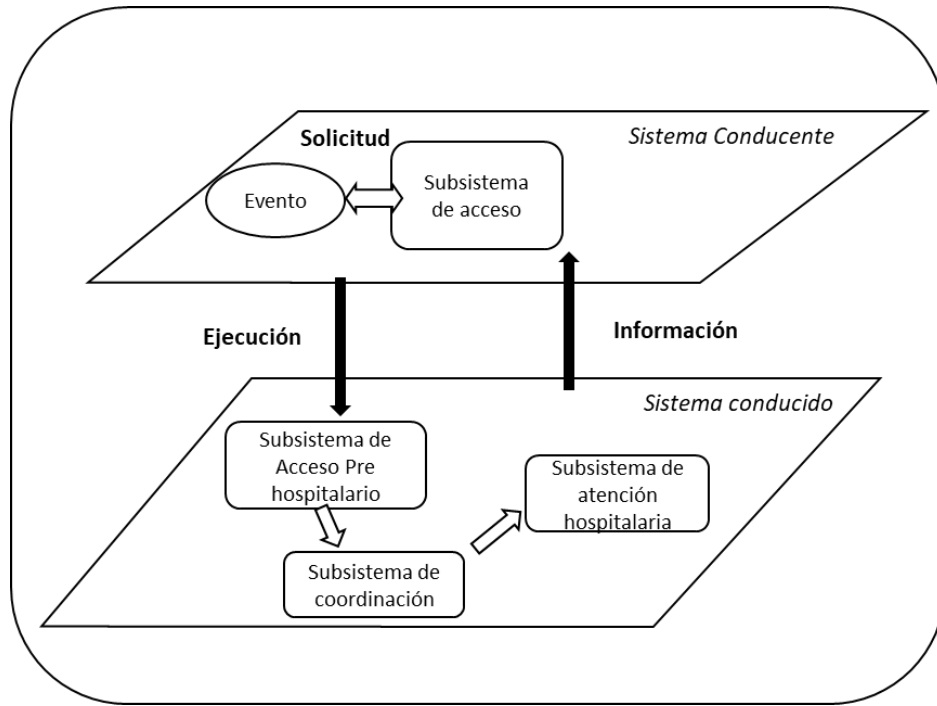 Solicitud
Sistema Conducente
Evento
Subsistema
de acceso
Ejecución
Información
Sistema conducido
Subsistema de
Acceso Pre
hospitalario
Subsistema de
atención
hospitalaria
Subsistema de
coordinación